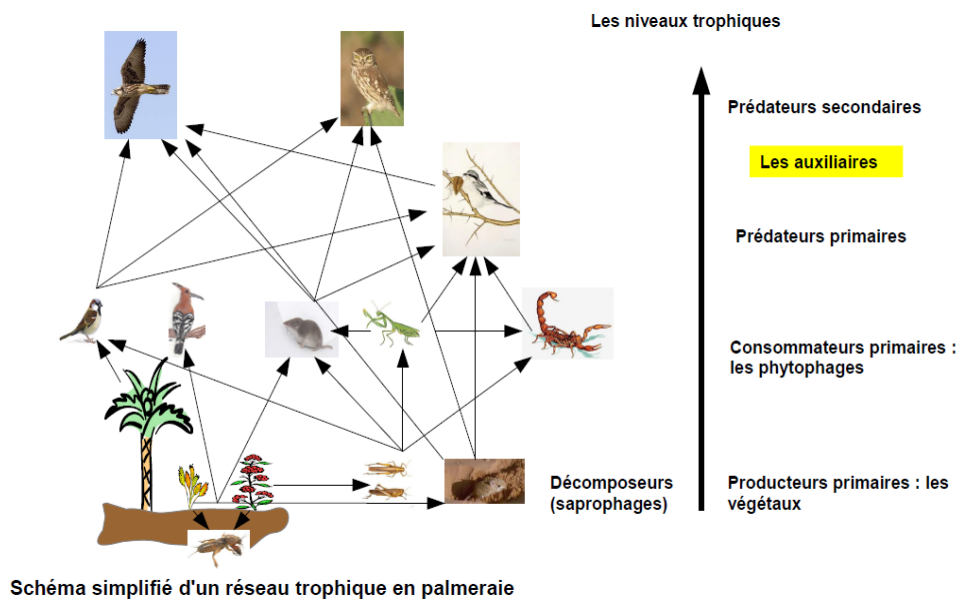 Les niveaux trophiques
Prédateurs secondaires
Les auxiliaires
Prédateurs primaires
Consommateurs primaires :
les phytophages
Décomposeurs
(saprophages)
Producteurs primaires : les
végétaux
Schéma simplifié d'un réseau trophique en palmeraie